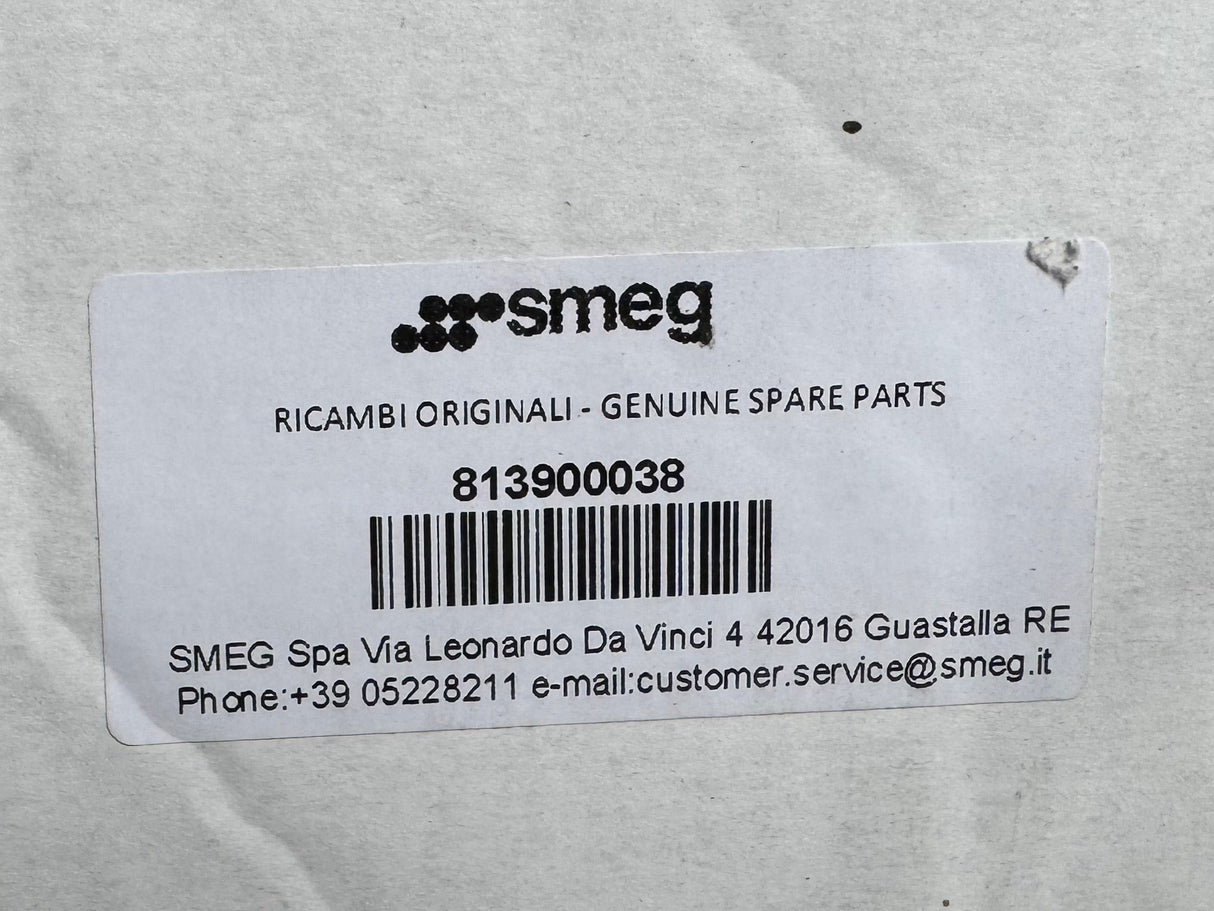 smeg
RICAMBI ORIGINALI - GENUINE SPARE PARTS
813900038
SMEG Spa Via Leonardo Da Vinci 4 42016 Guastalla RE
Phone:+39 05228211 e-mail:customer.service@smeg.it